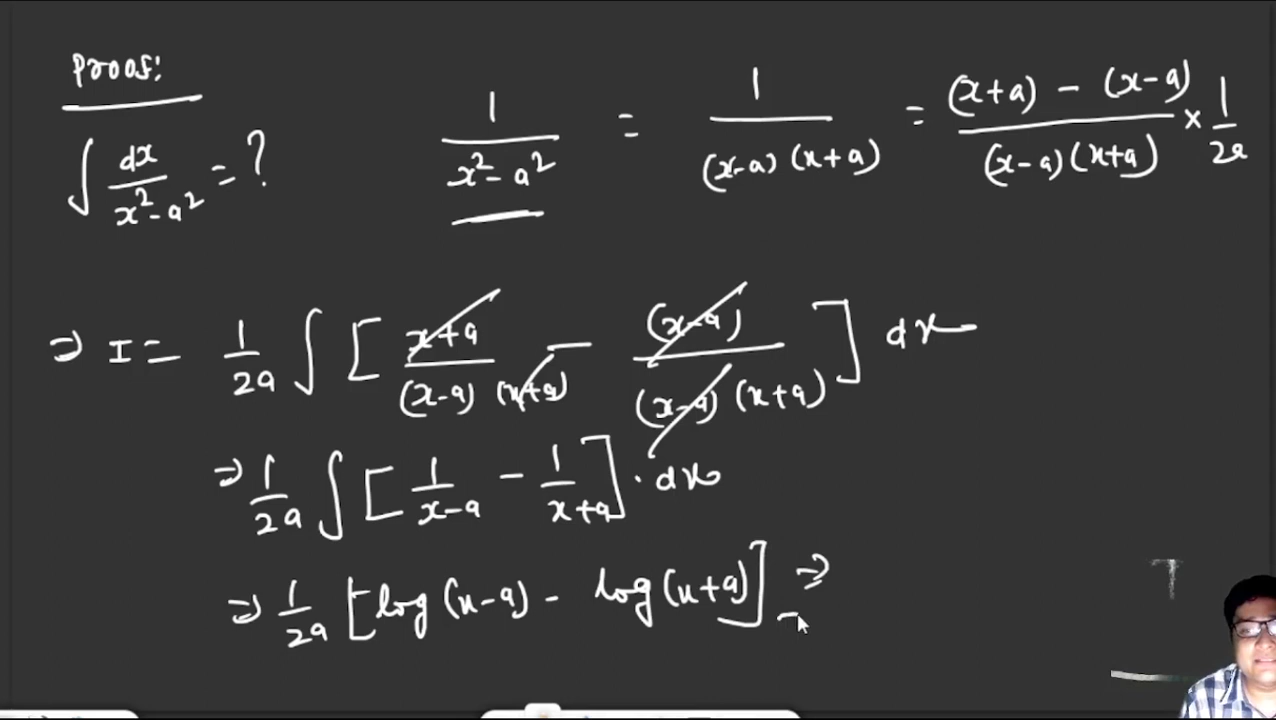 Proof:
∫ dx/(x²-a²) = ?
1/(x²-a²) = 1/((x-a)(x+a)) = ((x+a) - (x-a))/((x-a)(x+a)) × 1/2a
⇒ I = 1/2a ∫ [ (x+a)/((x-a)(x+a)) - (x-a)/((x-a)(x+a)) ] dx
⇒ 1/2a ∫ [ 1/(x-a) - 1/(x+a) ] . dx
⇒ 1/2a [ log(x-a) - log(x+a) ] ⇒